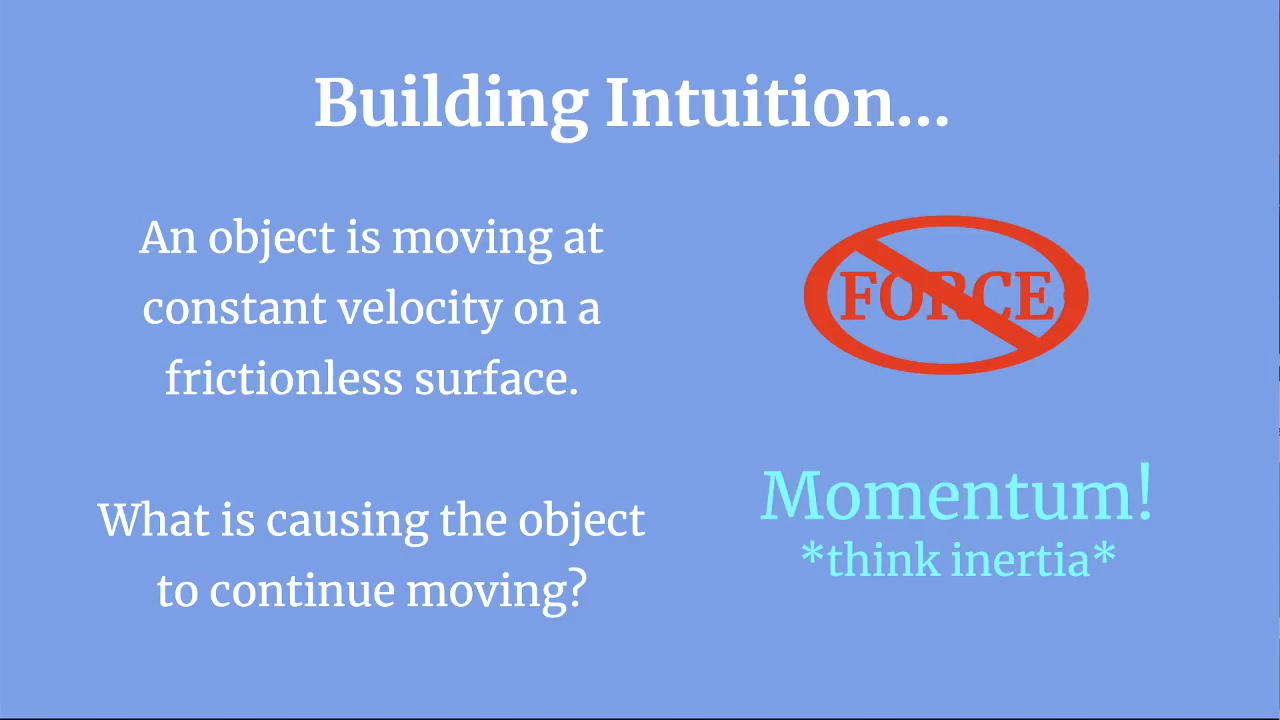 Building Intuition...
An object is moving at
constant velocity on a
frictionless surface.
What is causing the object
to continue moving?
FORCE
Momentum!
*think inertia*